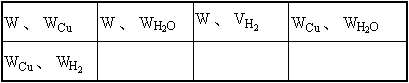 W 、 W_Cu	W 、 W_H₂O	W 、 V_H₂	W_Cu、 W_H₂O
W_Cu、 W_H₂